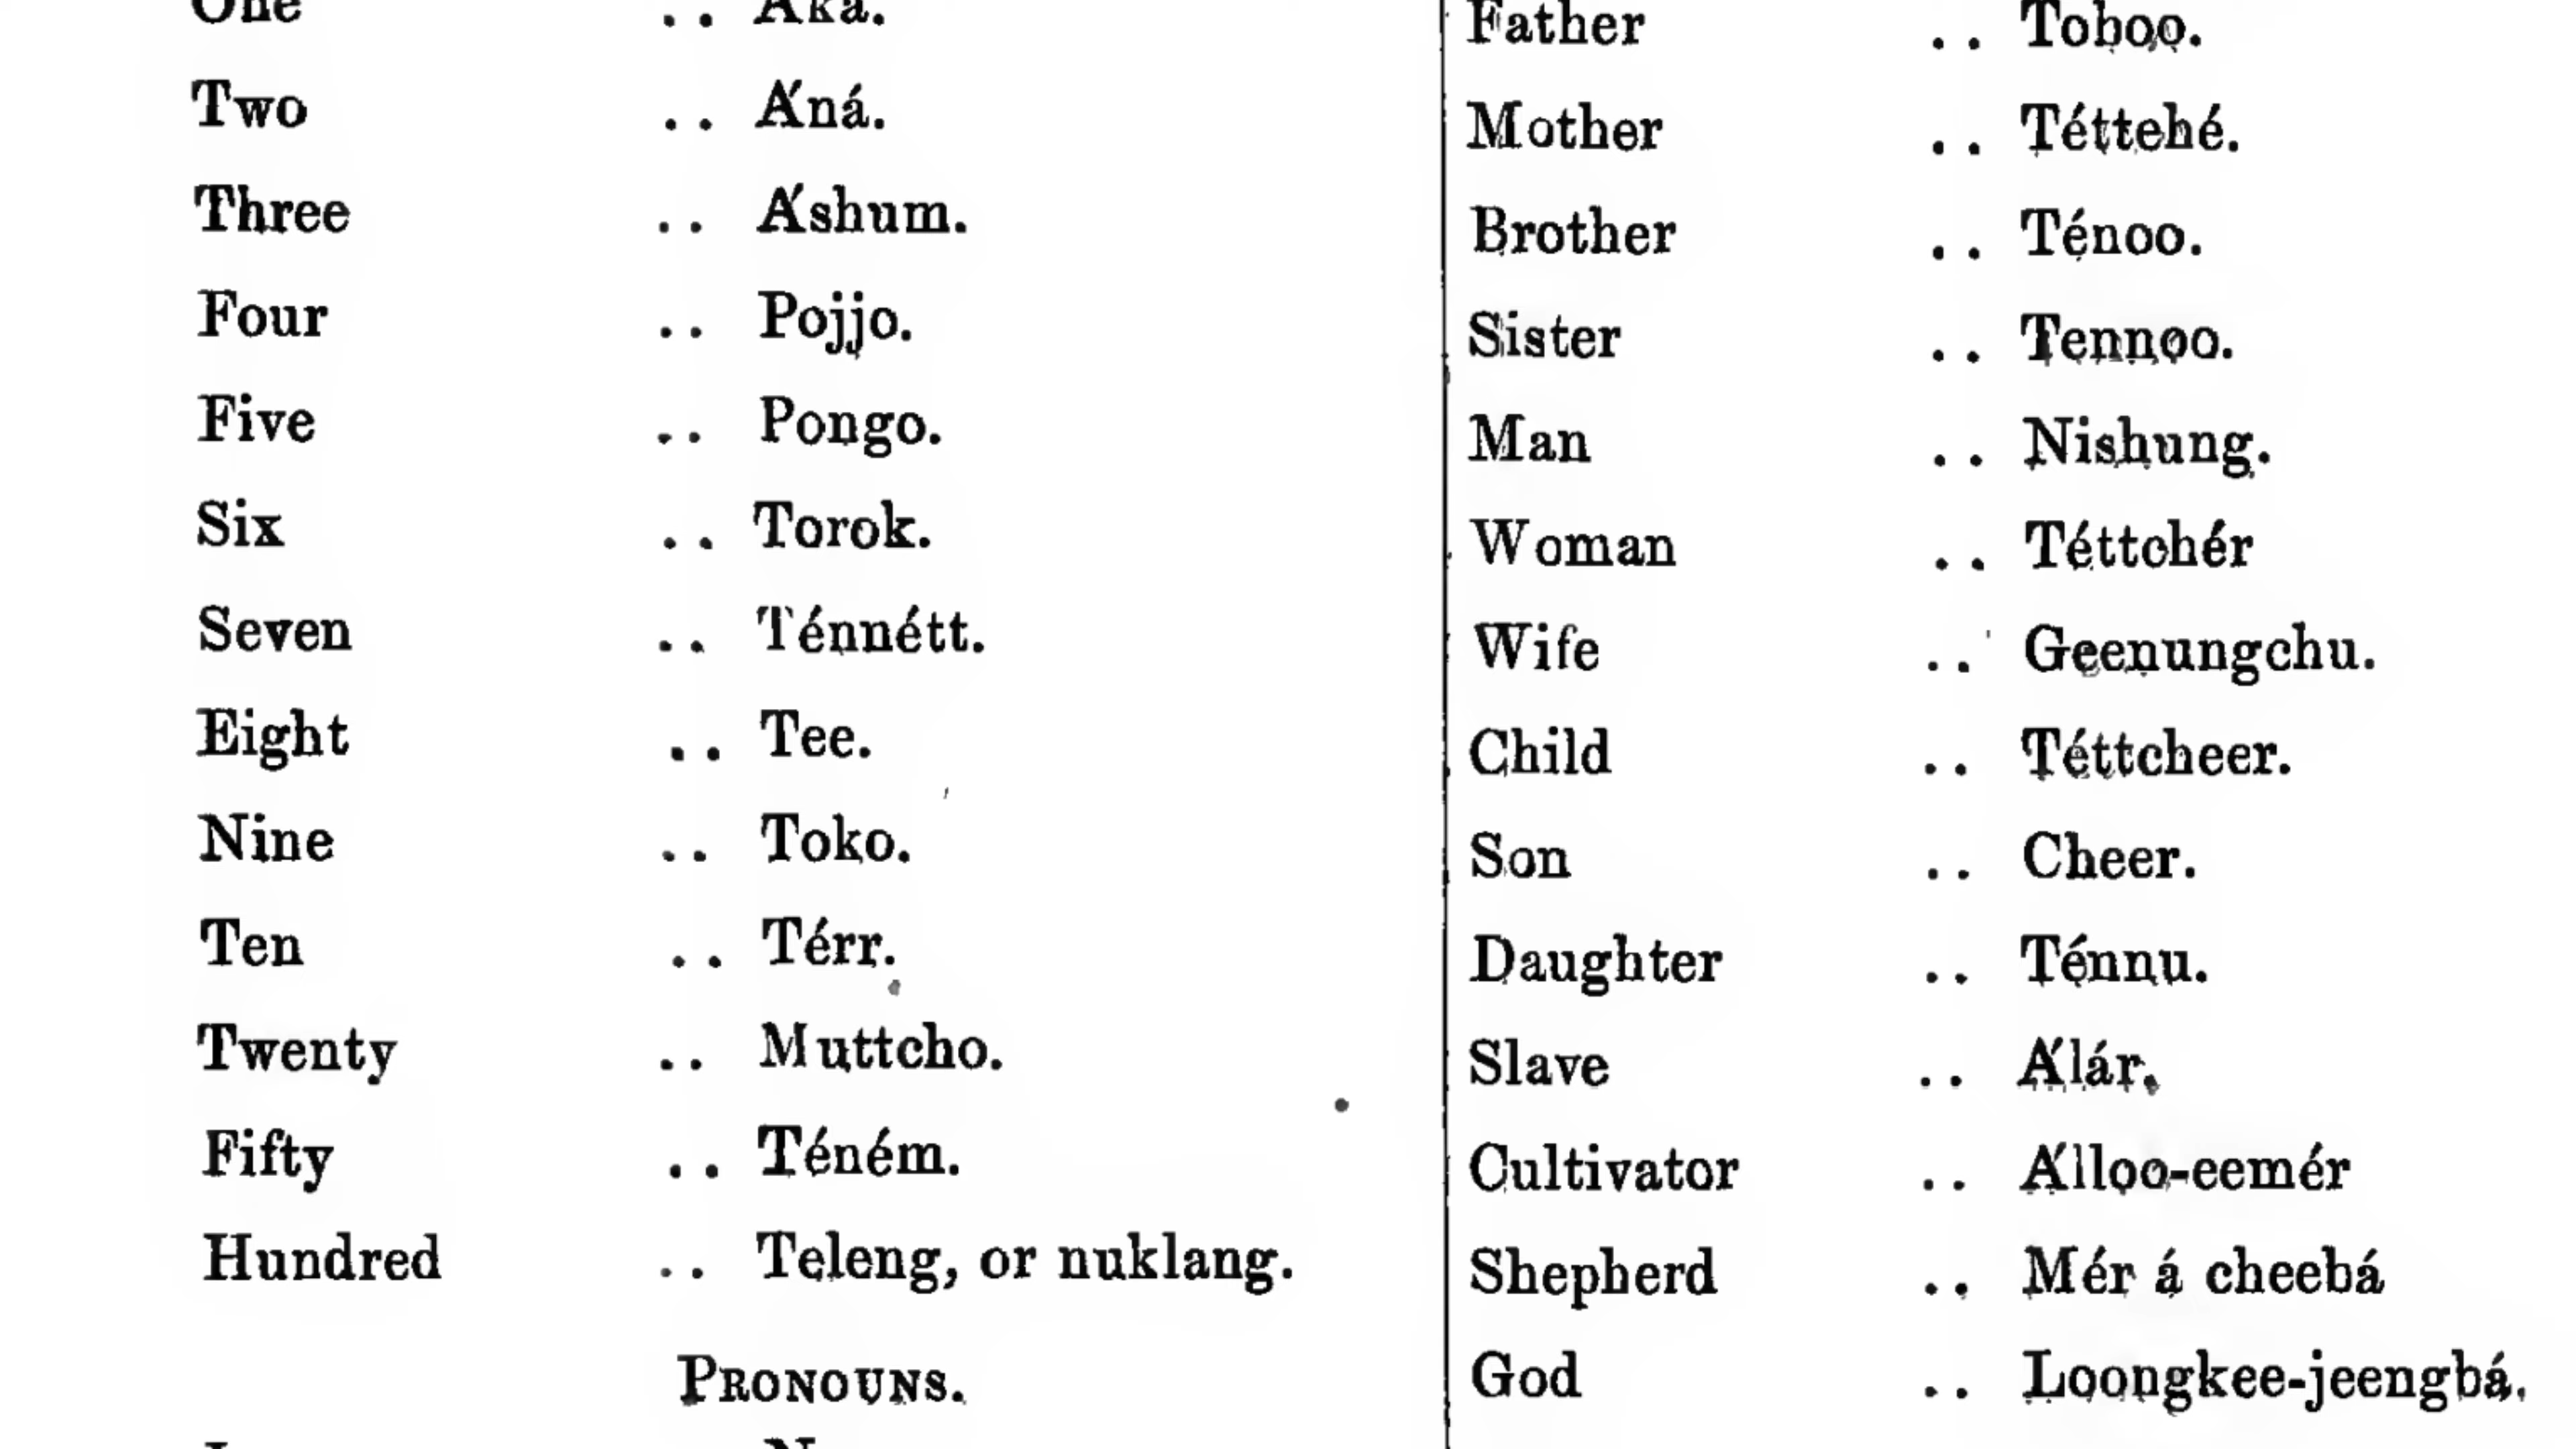 One .. Áká.
Two .. Áná.
Three .. Áshum.
Four .. Pojjo.
Five .. Pongo.
Six .. Torok.
Seven .. Ténnétt.
Eight .. Tee.
Nine .. Toko.
Ten .. Térr.
Twenty .. Muttcho.
Fifty .. Téném.
Hundred .. Teleng, or nuklang.
PRONOUNS.
Father .. Toboo.
Mother .. Téttehé.
Brother .. Ténoo.
Sister .. Tennoo.
Man .. Nishung.
Woman .. Téttchér
Wife .. Geenungchu.
Child .. Téttcheer.
Son .. Cheer.
Daughter .. Ténnu.
Slave .. Álár.
Cultivator .. Álloo-eemér
Shepherd .. Mér á cheebá
God .. Loongkee-jeengbá.